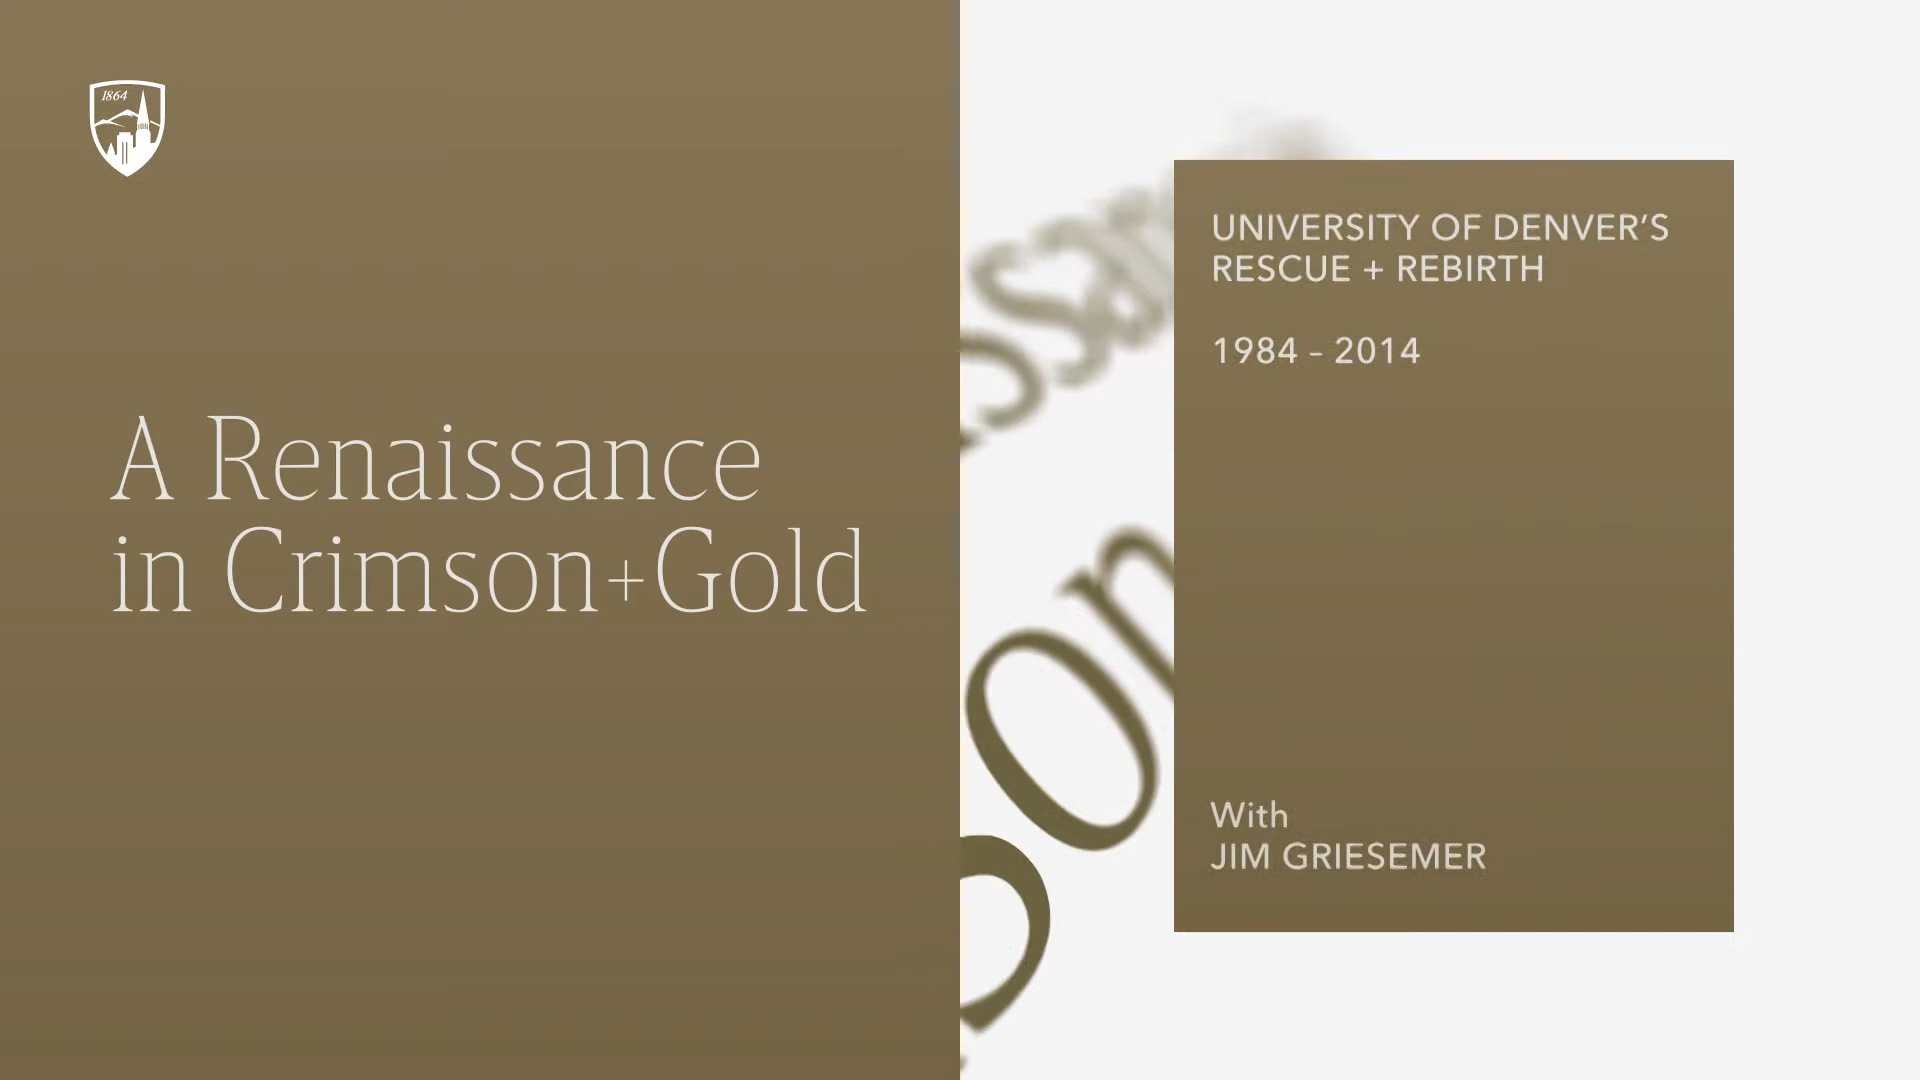 1864
A Renaissance
in Crimson+Gold
UNIVERSITY OF DENVER’S
RESCUE + REBIRTH
1984 – 2014
With
JIM GRIESEMER